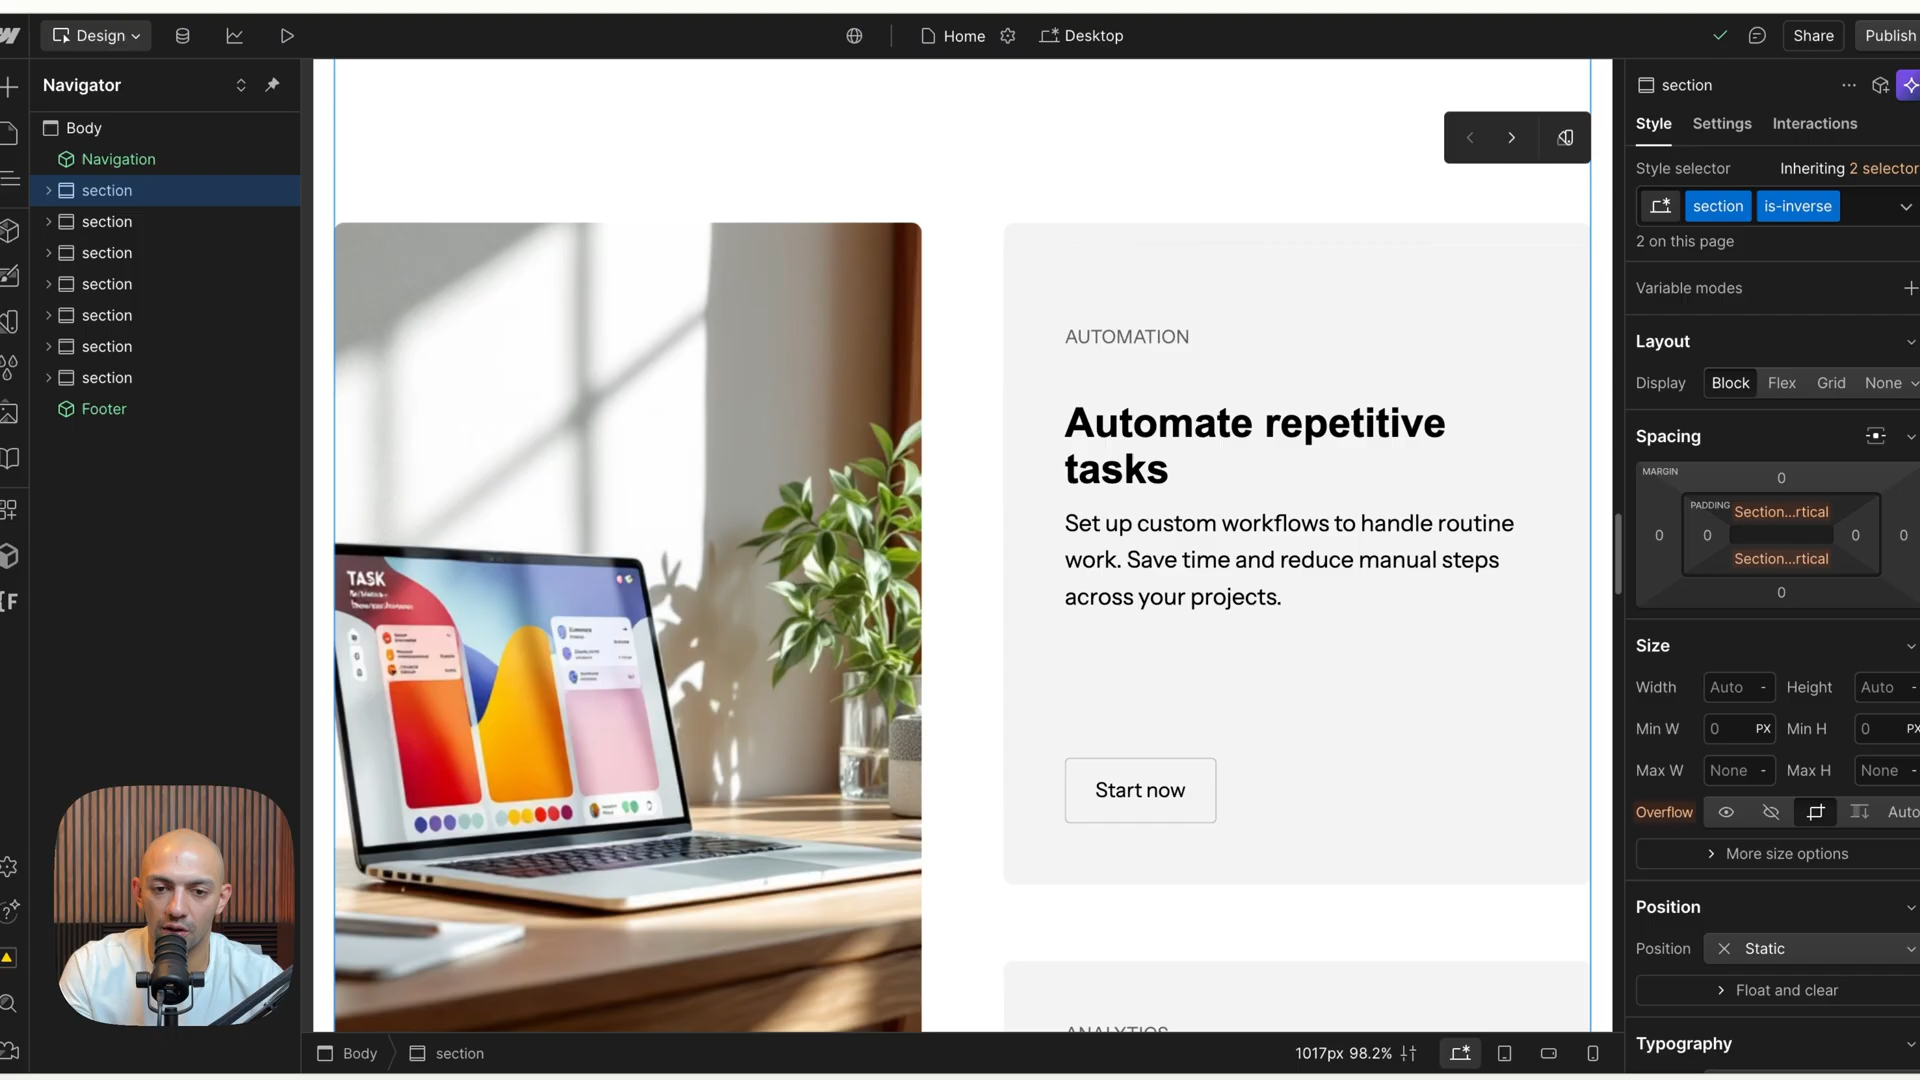 Design
Home
Desktop
Share
Publish
Navigator
Body
Navigation
section
section
section
section
section
section
section
Footer
TASK
AUTOMATION
Automate repetitive
tasks
Set up custom workflows to handle routine
work. Save time and reduce manual steps
across your projects.
Start now
ANALYTICS
section
Style
Settings
Interactions
Style selector
Inheriting 2 selector
section
is-inverse
2 on this page
Variable modes
Layout
Display
Block
Flex
Grid
None
Spacing
MARGIN
0
PADDING
Section...rtical
0
0
0
0
Section...rtical
0
Size
Width
Auto
-
Height
Auto
-
Min W
0
PX
Min H
0
PX
Max W
None
-
Max H
None
-
Overflow
Auto
More size options
Position
Position
Static
Float and clear
Typography
Body
section
1017px 98.2%